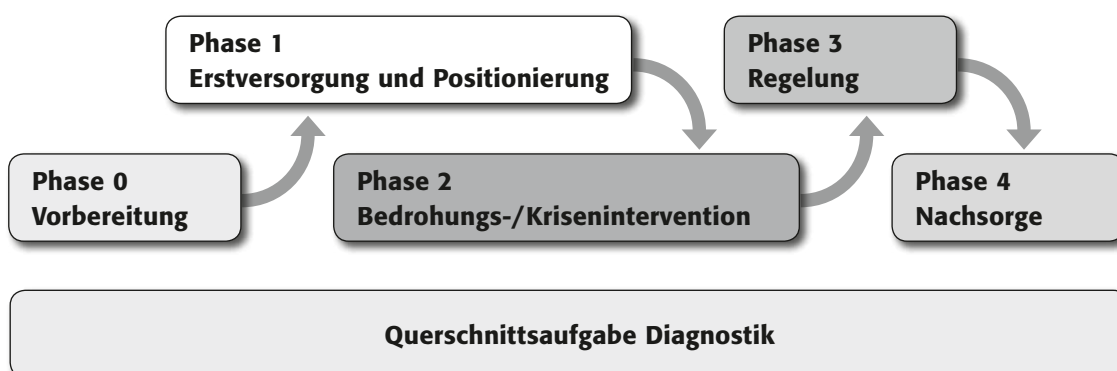 Phase 1
Erstversorgung und Positionierung
Phase 3
Regelung
Phase 0
Vorbereitung
Phase 2
Bedrohungs-/Krisenintervention
Phase 4
Nachsorge
Querschnittsaufgabe Diagnostik